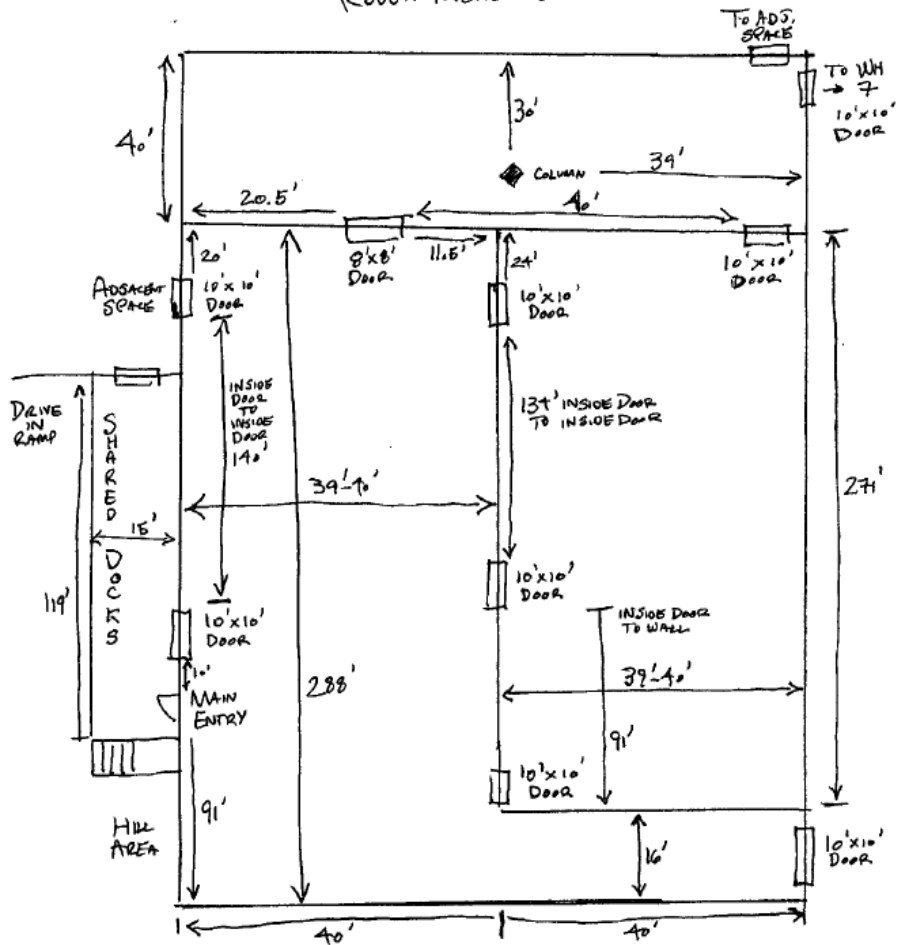 TO ADJ.
SPACE
TO WH
→ 7
10'x10'
DOOR
40'
30'
COLUMN
39'
20.5'
40'
20'
8'x8'
DOOR
11.5'
24'
10'x10'
DOOR
ADJACENT
SPACE
10'x10'
DOOR
10'x10'
DOOR
INSIDE
DOOR
TO
INSIDE
DOOR
140'
134' INSIDE DOOR
TO INSIDE DOOR
DRIVE
IN
RAMP
SHARED DOCKS
39'-40'
271'
15'
119'
10'x10'
DOOR
10'x10'
DOOR
INSIDE DOOR
TO WALL
10'
MAIN
ENTRY
288'
39'-40'
91'
10'x10'
DOOR
91'
HILL
AREA
16'
10'x10'
DOOR
40'
40'